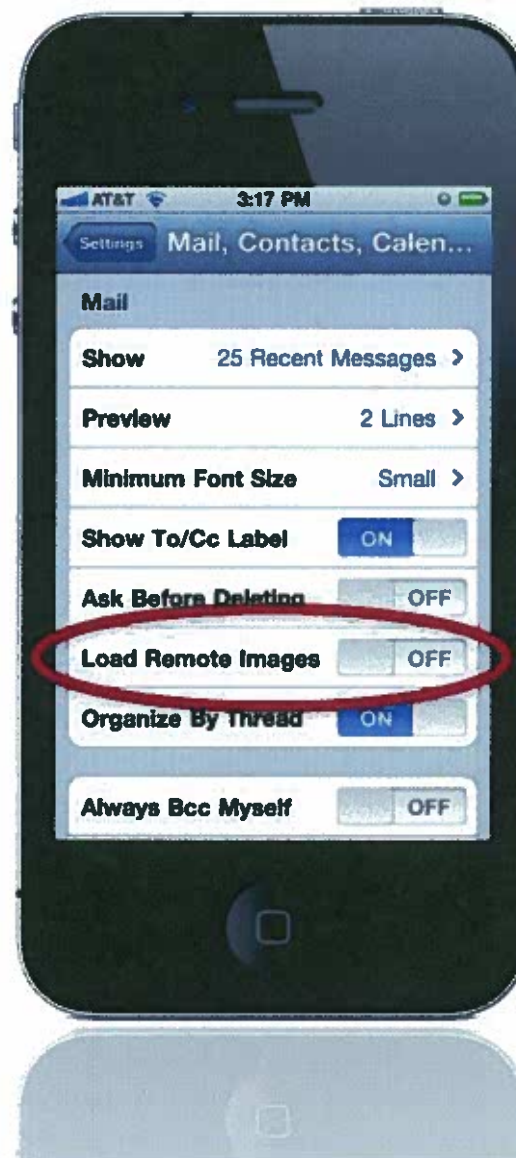 AT&T 3:17 PM
Settings Mail, Contacts, Calen...
Mail
Show 25 Recent Messages >
Preview 2 Lines >
Minimum Font Size Small >
Show To/Cc Label ON
Ask Before Deleting OFF
Load Remote Images OFF
Organize By Thread ON
Always Bcc Myself OFF